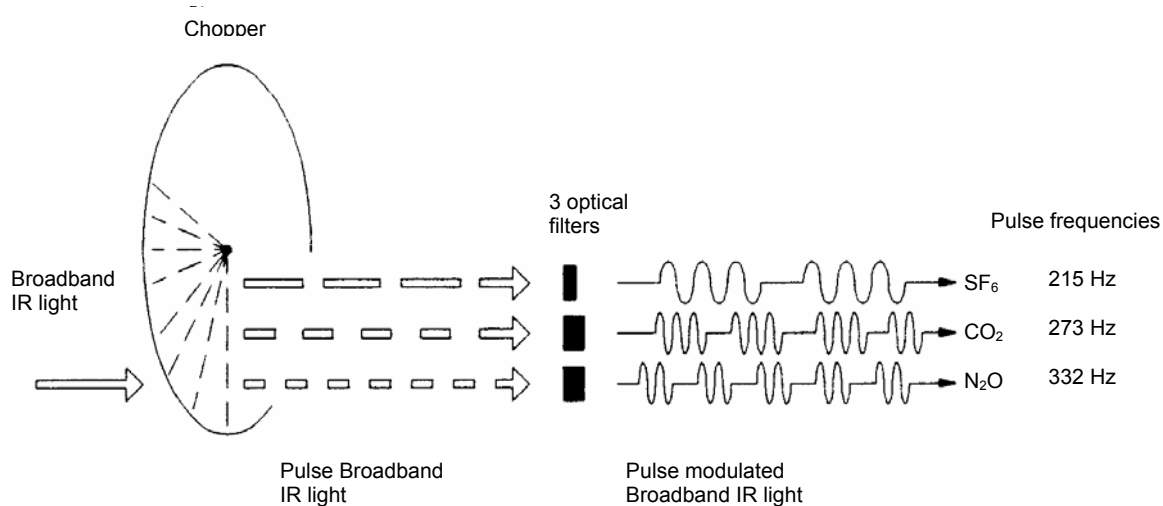 Chopper
3 optical
filters
Pulse frequencies
Broadband
IR light
SF₆ 215 Hz
CO₂ 273 Hz
N₂O 332 Hz
Pulse Broadband
IR light
Pulse modulated
Broadband IR light